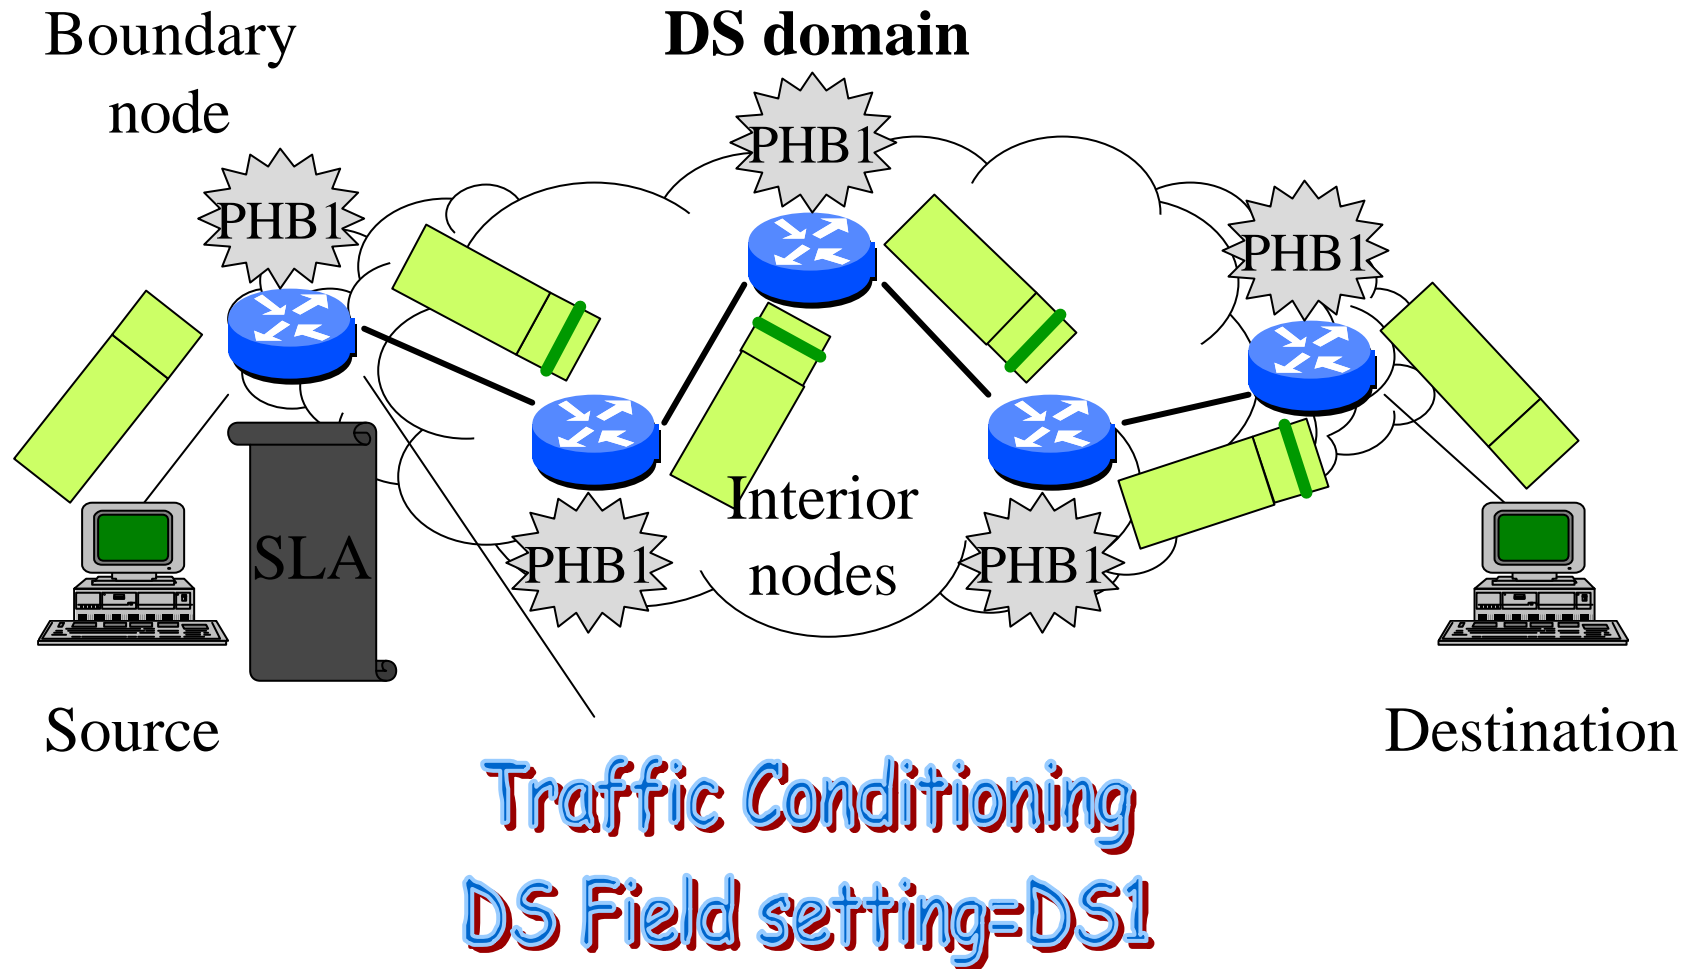 Boundary
node
DS domain
PHB1
PHB1
PHB1
SLA
PHB1
Interior
nodes
PHB1
Source
Destination
Traffic Conditioning
DS Field setting=DS1